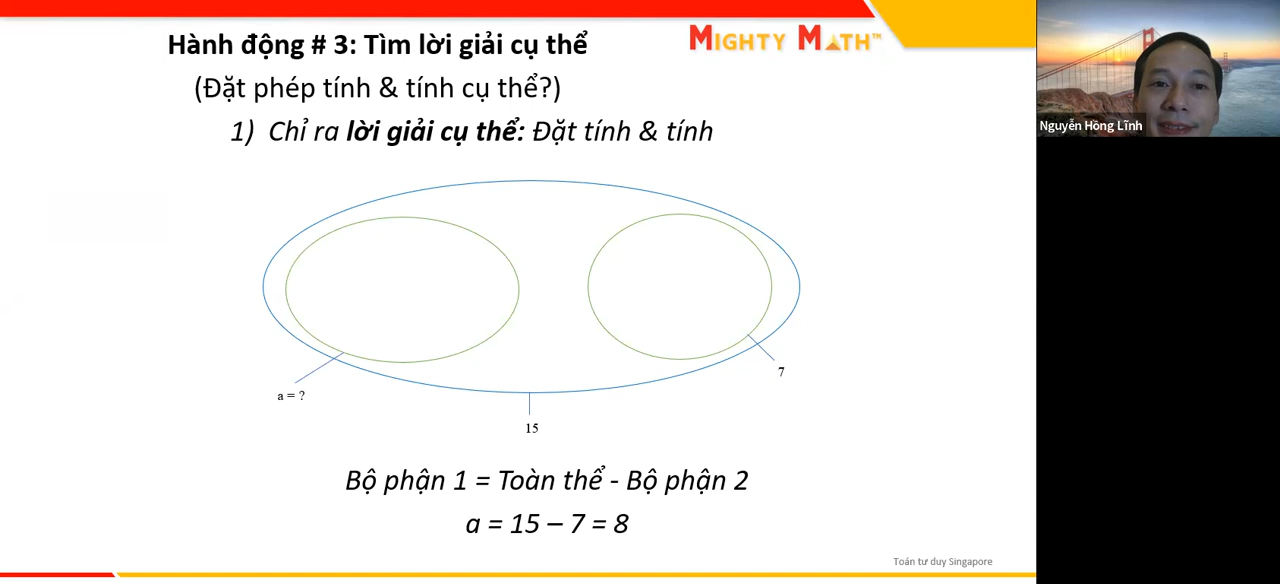 Hành động # 3: Tìm lời giải cụ thể
MIGHTY MATH™
(Đặt phép tính & tính cụ thể?)
1) Chỉ ra lời giải cụ thể: Đặt tính & tính
Nguyễn Hồng Lĩnh
7
a = ?
15
Bộ phận 1 = Toàn thể - Bộ phận 2
a = 15 – 7 = 8
Toán tư duy Singapore